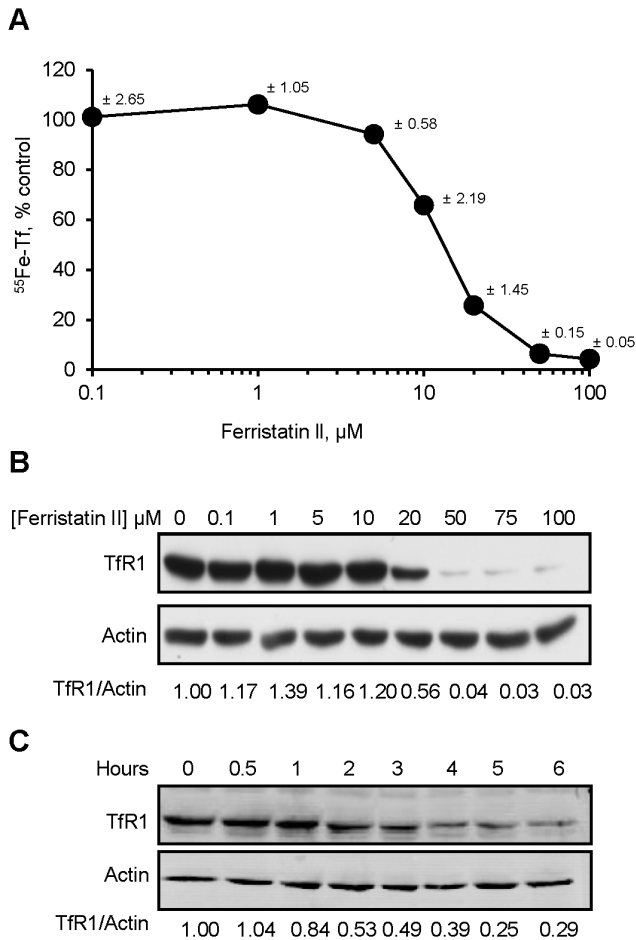 A
120
100
80
60
40
20
0
⁵⁵Fe-Tf, % control
± 2.65
± 1.05
± 0.58
± 2.19
± 1.45
± 0.15
± 0.05
0.1 1 10 100
Ferristatin II, µM
B
[Ferristatin II] µM 0 0.1 1 5 10 20 50 75 100
TfR1
Actin
TfR1/Actin 1.00 1.17 1.39 1.16 1.20 0.56 0.04 0.03 0.03
C
Hours 0 0.5 1 2 3 4 5 6
TfR1
Actin
TfR1/Actin 1.00 1.04 0.84 0.53 0.49 0.39 0.25 0.29